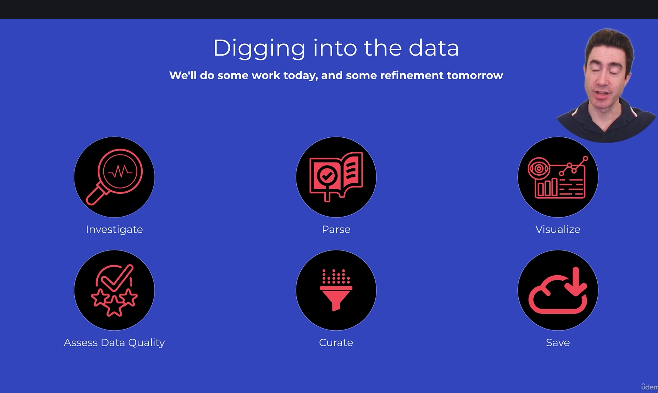 Digging into the data
We'll do some work today, and some refinement tomorrow
Investigate
Parse
Visualize
Assess Data Quality
Curate
Save